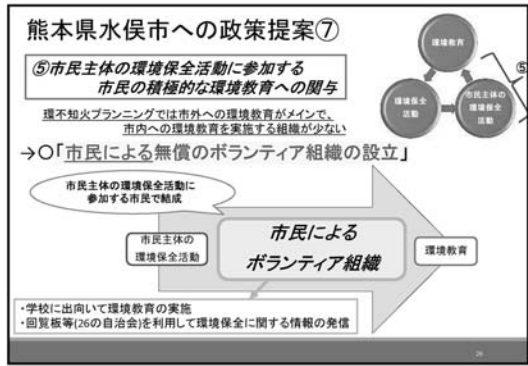 熊本県水俣市への政策提案⑦
⑤市民主体の環境保全活動に参加する
市民の積極的な環境教育への関与
環境教育
環境保全
活動
市民主体の
環境保全
活動
⑤
環不知火プランニングでは市外への環境教育がメインで、
市内への環境教育を実施する組織が少ない
→○「市民による無償のボランティア組織の設立」
市民主体の環境保全活動に
参加する市民で結成
市民主体の
環境保全活動
市民による
ボランティア組織
環境教育
・学校に出向いて環境教育の実施
・回覧板等(26の自治会)を利用して環境保全に関する情報の発信
26